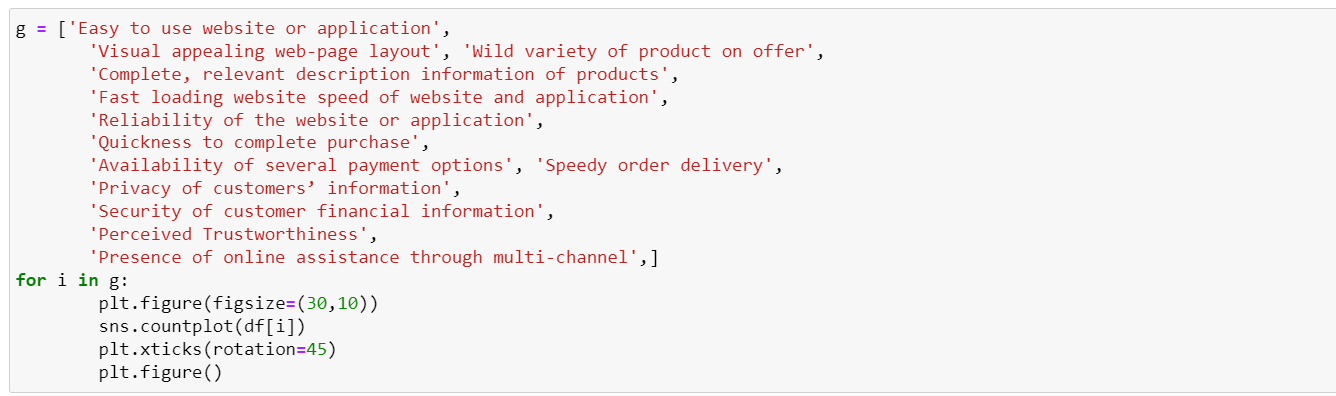 g = ['Easy to use website or application',
'Visual appealing web-page layout', 'Wild variety of product on offer',
'Complete, relevant description information of products',
'Fast loading website speed of website and application',
'Reliability of the website or application',
'Quickness to complete purchase',
'Availability of several payment options', 'Speedy order delivery',
'Privacy of customers’ information',
'Security of customer financial information',
'Perceived Trustworthiness',
'Presence of online assistance through multi-channel',]
for i in g:
plt.figure(figsize=(30,10))
sns.countplot(df[i])
plt.xticks(rotation=45)
plt.figure()